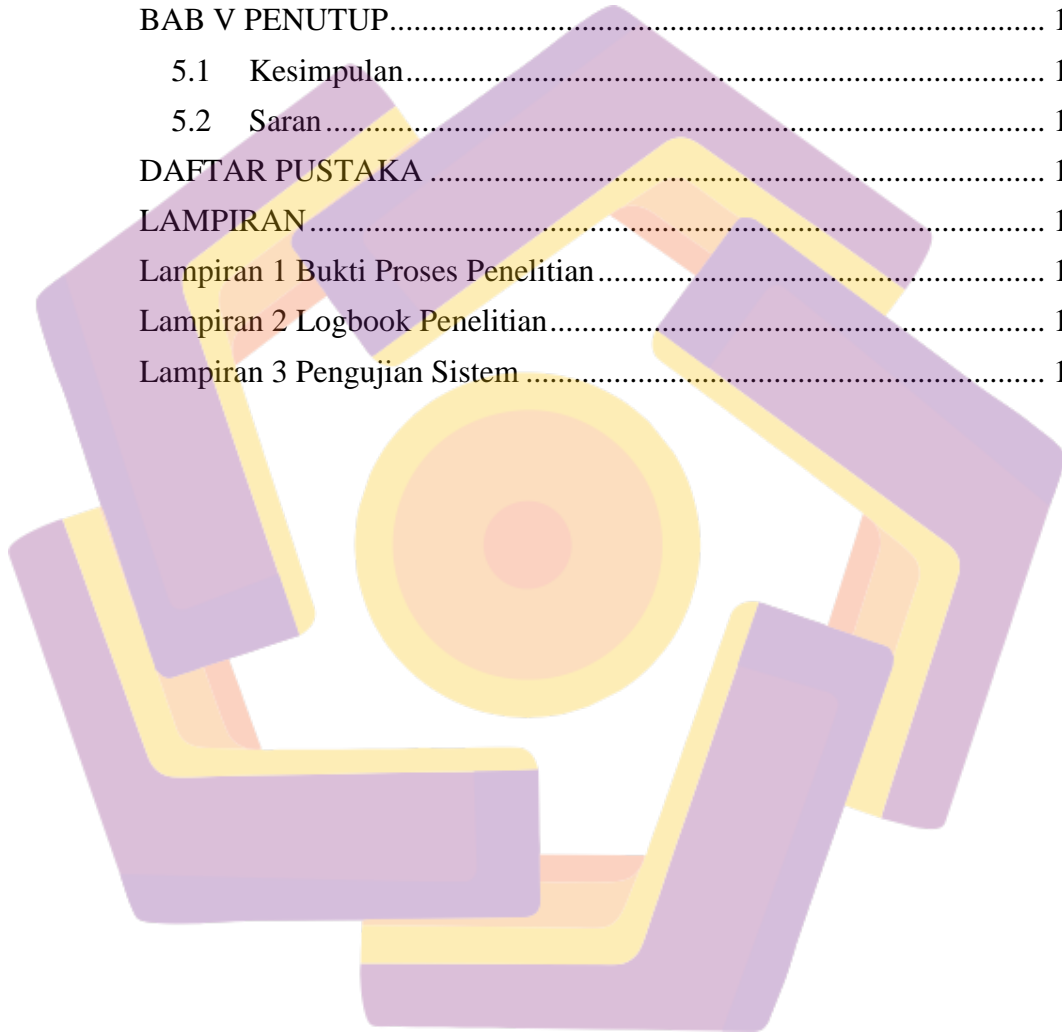 BAB V PENUTUP.......................................................................................... 1
5.1 Kesimpulan....................................................................................... 1
5.2 Saran.................................................................................................. 1
DAFTAR PUSTAKA ................................................................................... 1
LAMPIRAN.................................................................................................... 1
Lampiran 1 Bukti Proses Penelitian............................................................. 1
Lampiran 2 Logbook Penelitian.................................................................... 1
Lampiran 3 Pengujian Sistem ....................................................................... 1